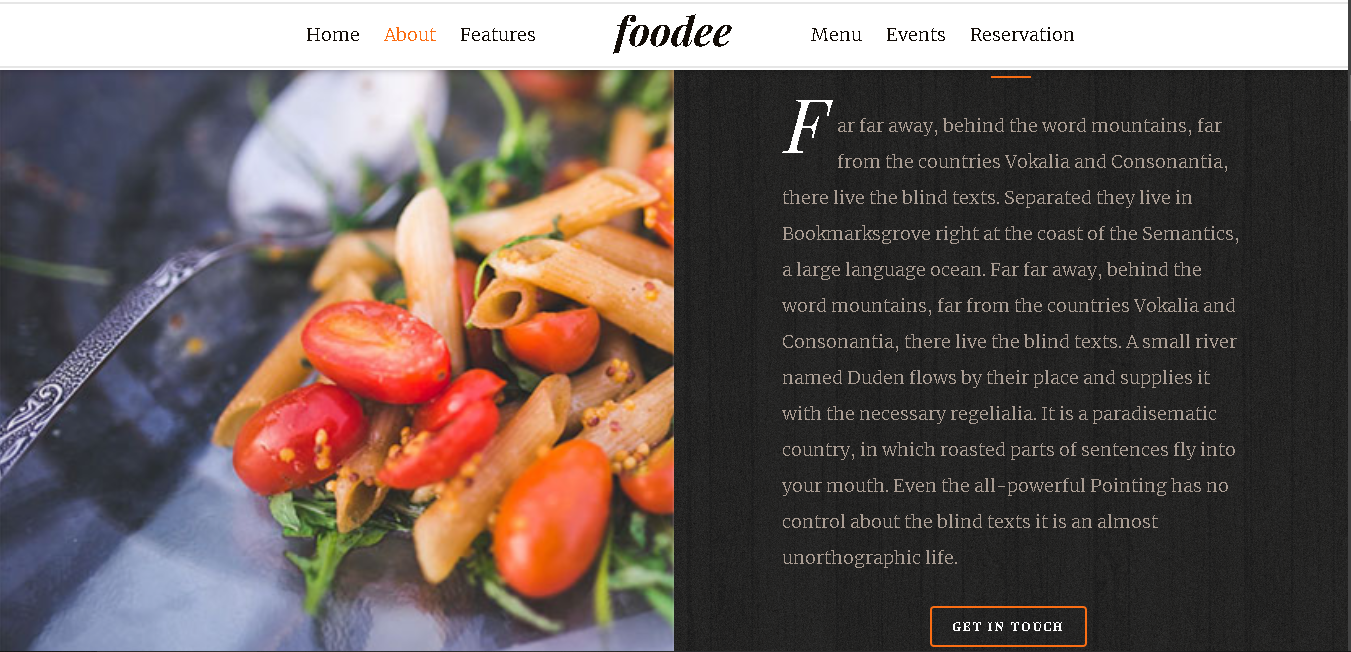 Home About Features foodee Menu Events Reservation
Far far away, behind the word mountains, far
from the countries Vokalia and Consonantia,
there live the blind texts. Separated they live in
Bookmarksgrove right at the coast of the Semantics,
a large language ocean. Far far away, behind the
word mountains, far from the countries Vokalia and
Consonantia, there live the blind texts. A small river
named Duden flows by their place and supplies it
with the necessary regelialia. It is a paradisematic
country, in which roasted parts of sentences fly into
your mouth. Even the all-powerful Pointing has no
control about the blind texts it is an almost
unorthographic life.
GET IN TOUCH